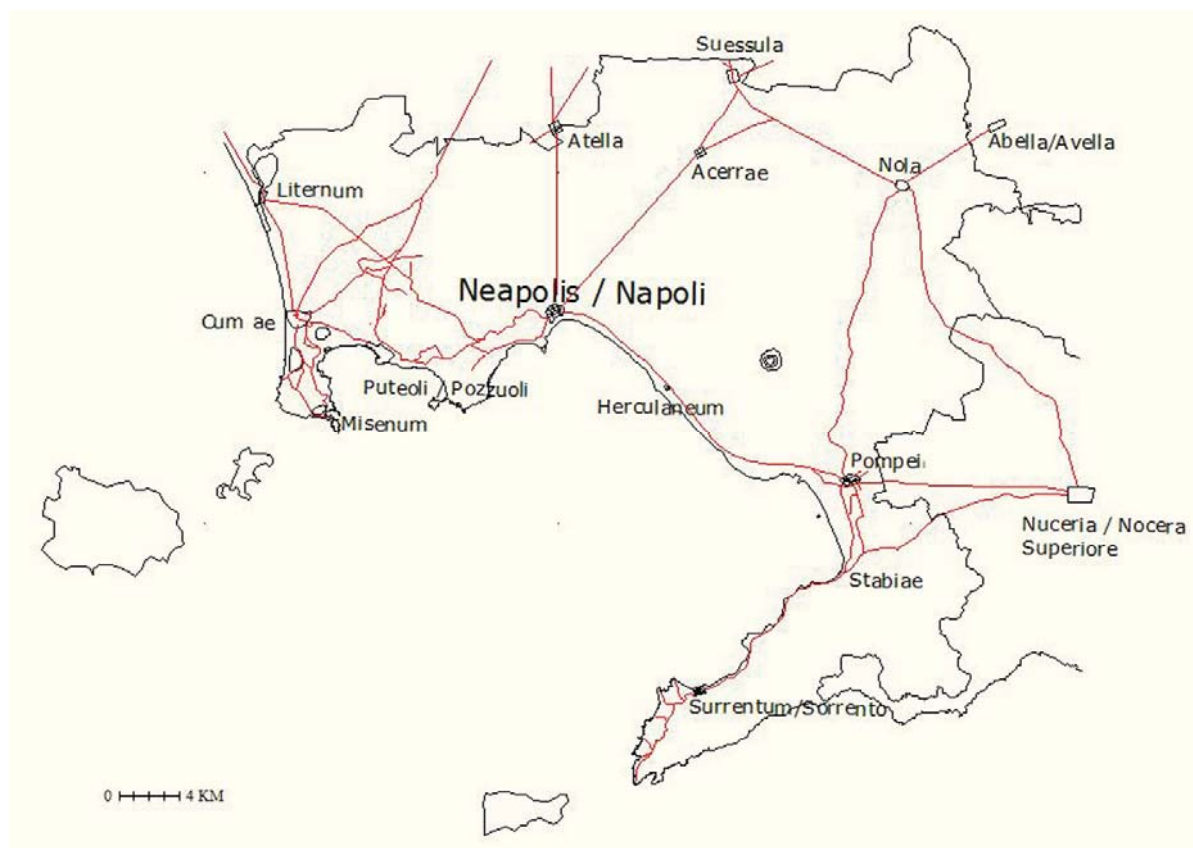 Suessula
Atella
Abella/Avella
Acerrae
Nola
Liternum
Neapolis / Napoli
Cum ae
Puteoli / Pozzuoli
Herculaneum
Misenum
Pompei
Nuceria / Nocera
Superiore
Stabiae
Surrentum/Sorrento
0 4 KM